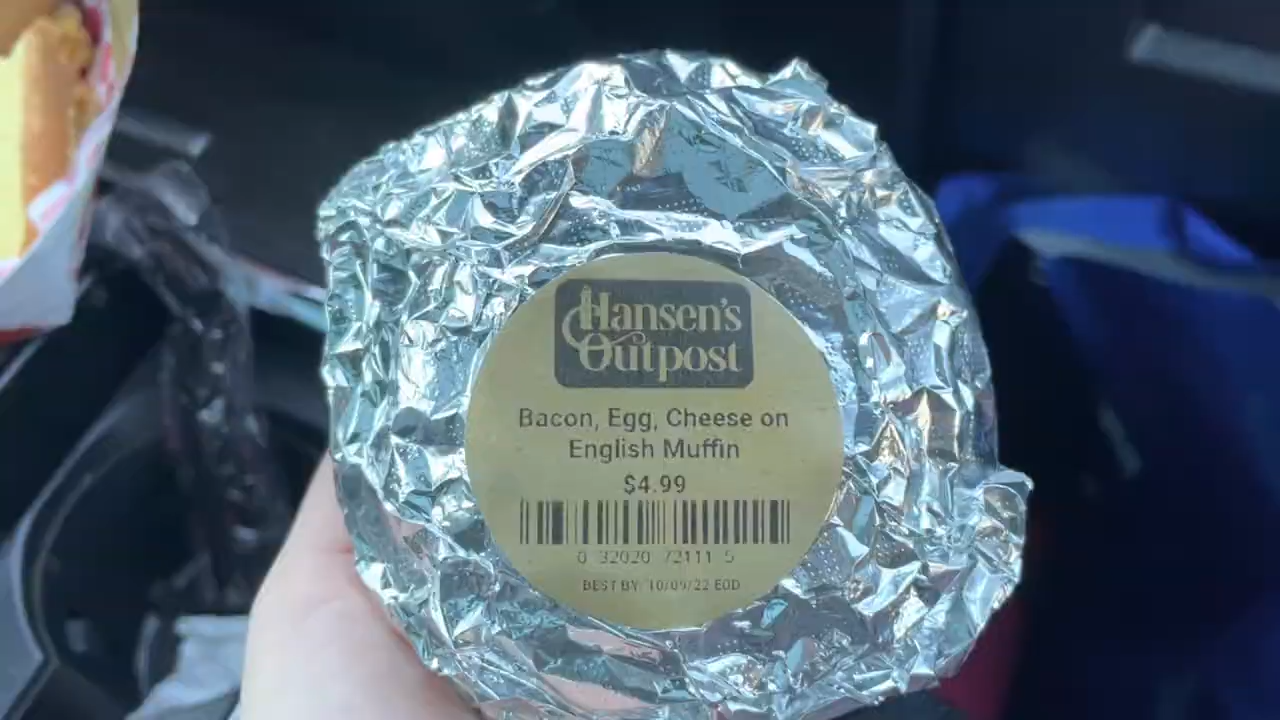 Hansen's
Outpost
Bacon, Egg, Cheese on
English Muffin
$4.99
0 32020 72111 5
BEST BY: 10/09/22 EOD